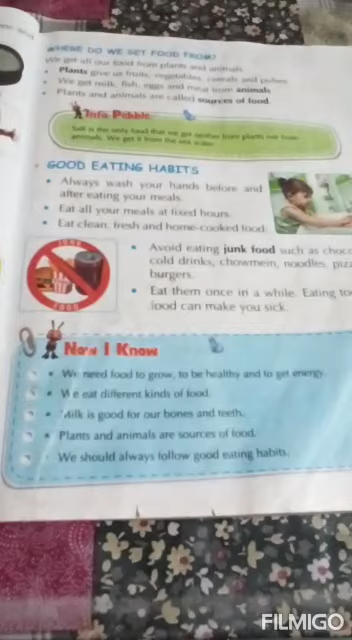 WHERE DO WE GET FOOD FROM?
We get all our food from plants and animals.
• Plants give us fruits, vegetables, cereals and pulses.
• We get milk, fish, eggs and meat from animals.
• Plants and animals are called sources of food.
Info Pebble
Salt is the only food that we get neither from plants nor from
animals. We get it from the sea water.
GOOD EATING HABITS
• Always wash your hands before and
after eating your meals.
• Eat all your meals at fixed hours.
• Eat clean, fresh and home-cooked food.
JUNK
FOOD
• Avoid eating junk food such as choc
cold drinks, chowmein, noodles, piz
burgers.
• Eat them once in a while. Eating to
food can make you sick.
Now I Know
• We need food to grow, to be healthy and to get energy.
• We eat different kinds of food.
• Milk is good for our bones and teeth.
• Plants and animals are sources of food.
• We should always follow good eating habits.
FILMIGO